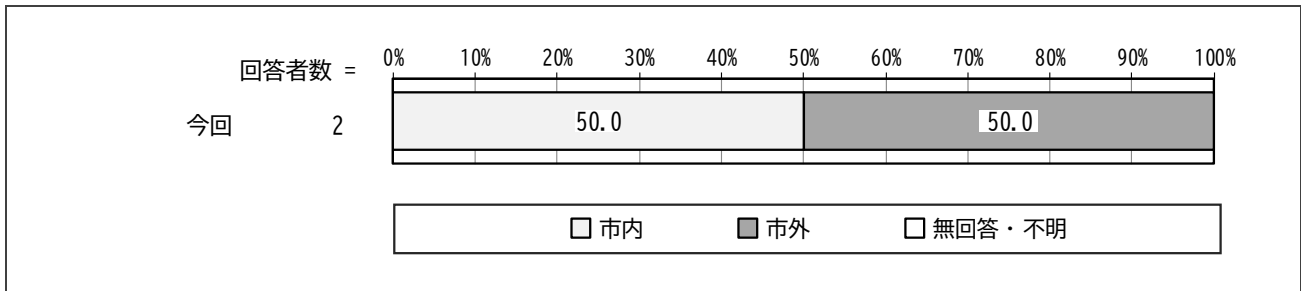 回答者数 = 0% 10% 20% 30% 40% 50% 60% 70% 80% 90% 100%
今回 2 50.0 50.0
市内 市外 無回答・不明